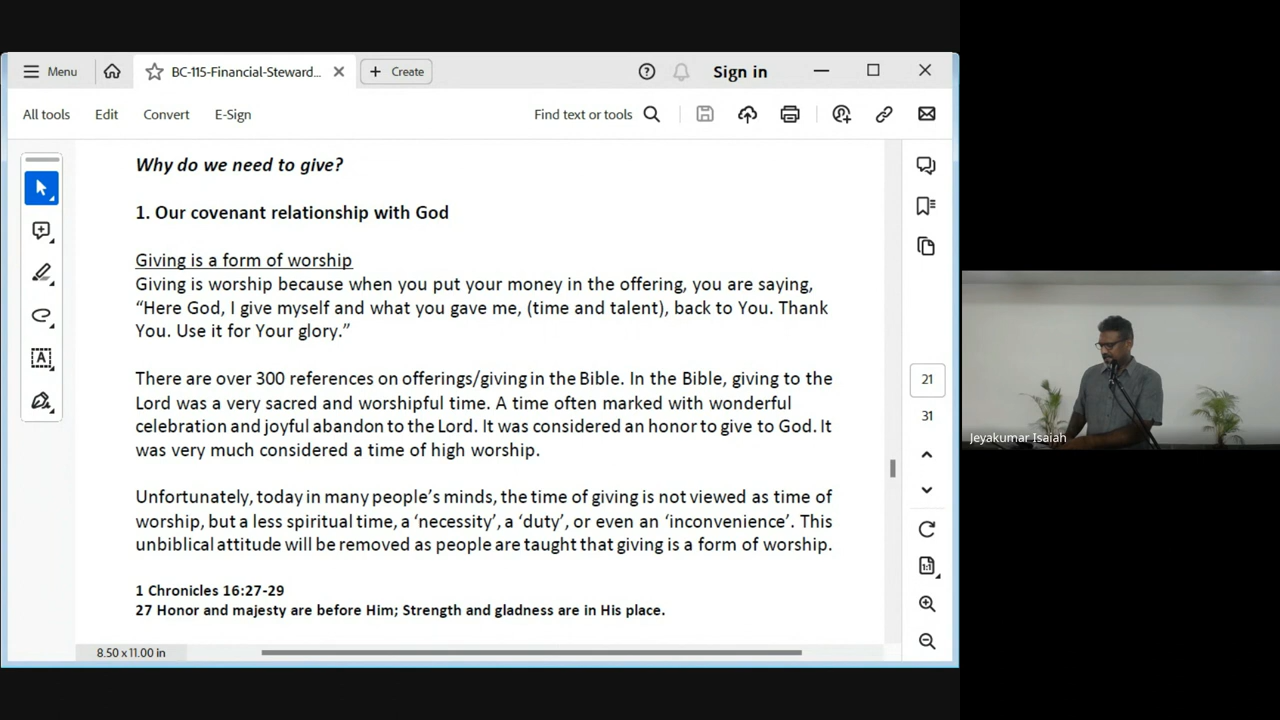 Menu
BC-115-Financial-Steward...
Create
Sign in
All tools
Edit
Convert
E-Sign
Find text or tools
Why do we need to give?
1. Our covenant relationship with God
Giving is a form of worship
Giving is worship because when you put your money in the offering, you are saying,
“Here God, I give myself and what you gave me, (time and talent), back to You. Thank
You. Use it for Your glory.”
There are over 300 references on offerings/giving in the Bible. In the Bible, giving to the
Lord was a very sacred and worshipful time. A time often marked with wonderful
celebration and joyful abandon to the Lord. It was considered an honor to give to God. It
was very much considered a time of high worship.
Unfortunately, today in many people’s minds, the time of giving is not viewed as time of
worship, but a less spiritual time, a ‘necessity’, a ‘duty’, or even an ‘inconvenience’. This
unbiblical attitude will be removed as people are taught that giving is a form of worship.
1 Chronicles 16:27-29
27 Honor and majesty are before Him; Strength and gladness are in His place.
8.50 x 11.00 in
21
31
1:1
Jeyakumar Isaiah